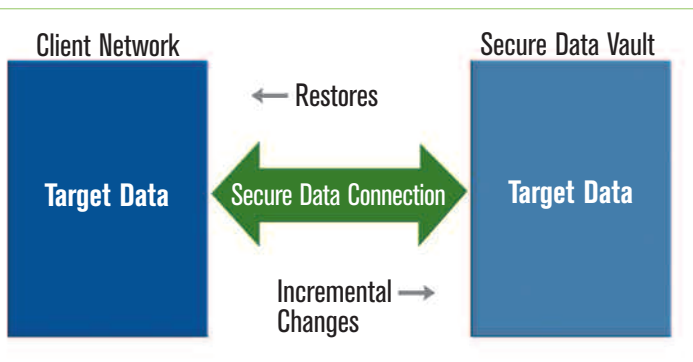 Client Network
Secure Data Vault
← Restores
Target Data
Secure Data Connection
Target Data
Incremental →
Changes